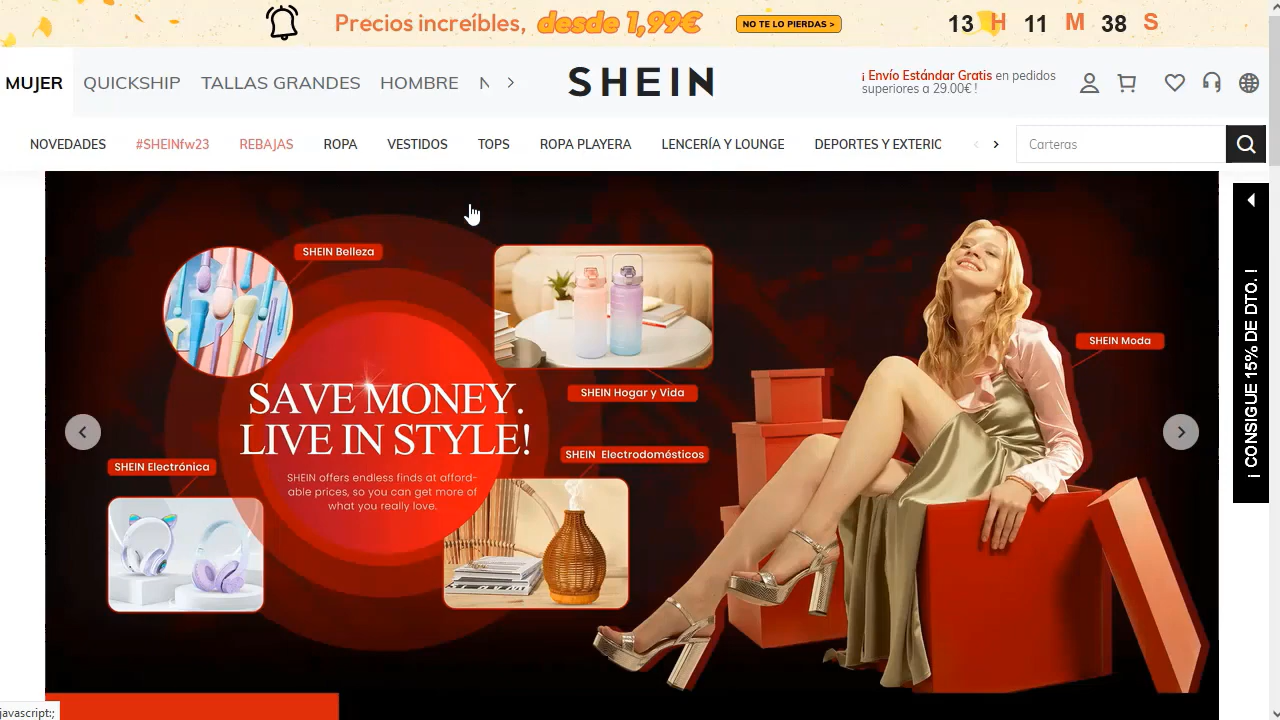 Precios increíbles, desde 1,99€
NO TE LO PIERDAS >
13 H 11 M 38 S
MUJER QUICKSHIP TALLAS GRANDES HOMBRE N
SHEIN
¡ Envío Estándar Gratis en pedidos
superiores a 29.00€ !
NOVEDADES #SHEINfw23 REBAJAS ROPA VESTIDOS TOPS ROPA PLAYERA LENCERÍA Y LOUNGE DEPORTES Y EXTERIC
Carteras
SHEIN Belleza
SHEIN Moda
SHEIN Hogar y Vida
SAVE MONEY.
LIVE IN STYLE!
SHEIN Electrodomésticos
SHEIN Electrónica
SHEIN offers endless finds at afford-
able prices, so you can get more of
what you really love.
¡ CONSIGUE 15% DE DTO. !
javascript:;